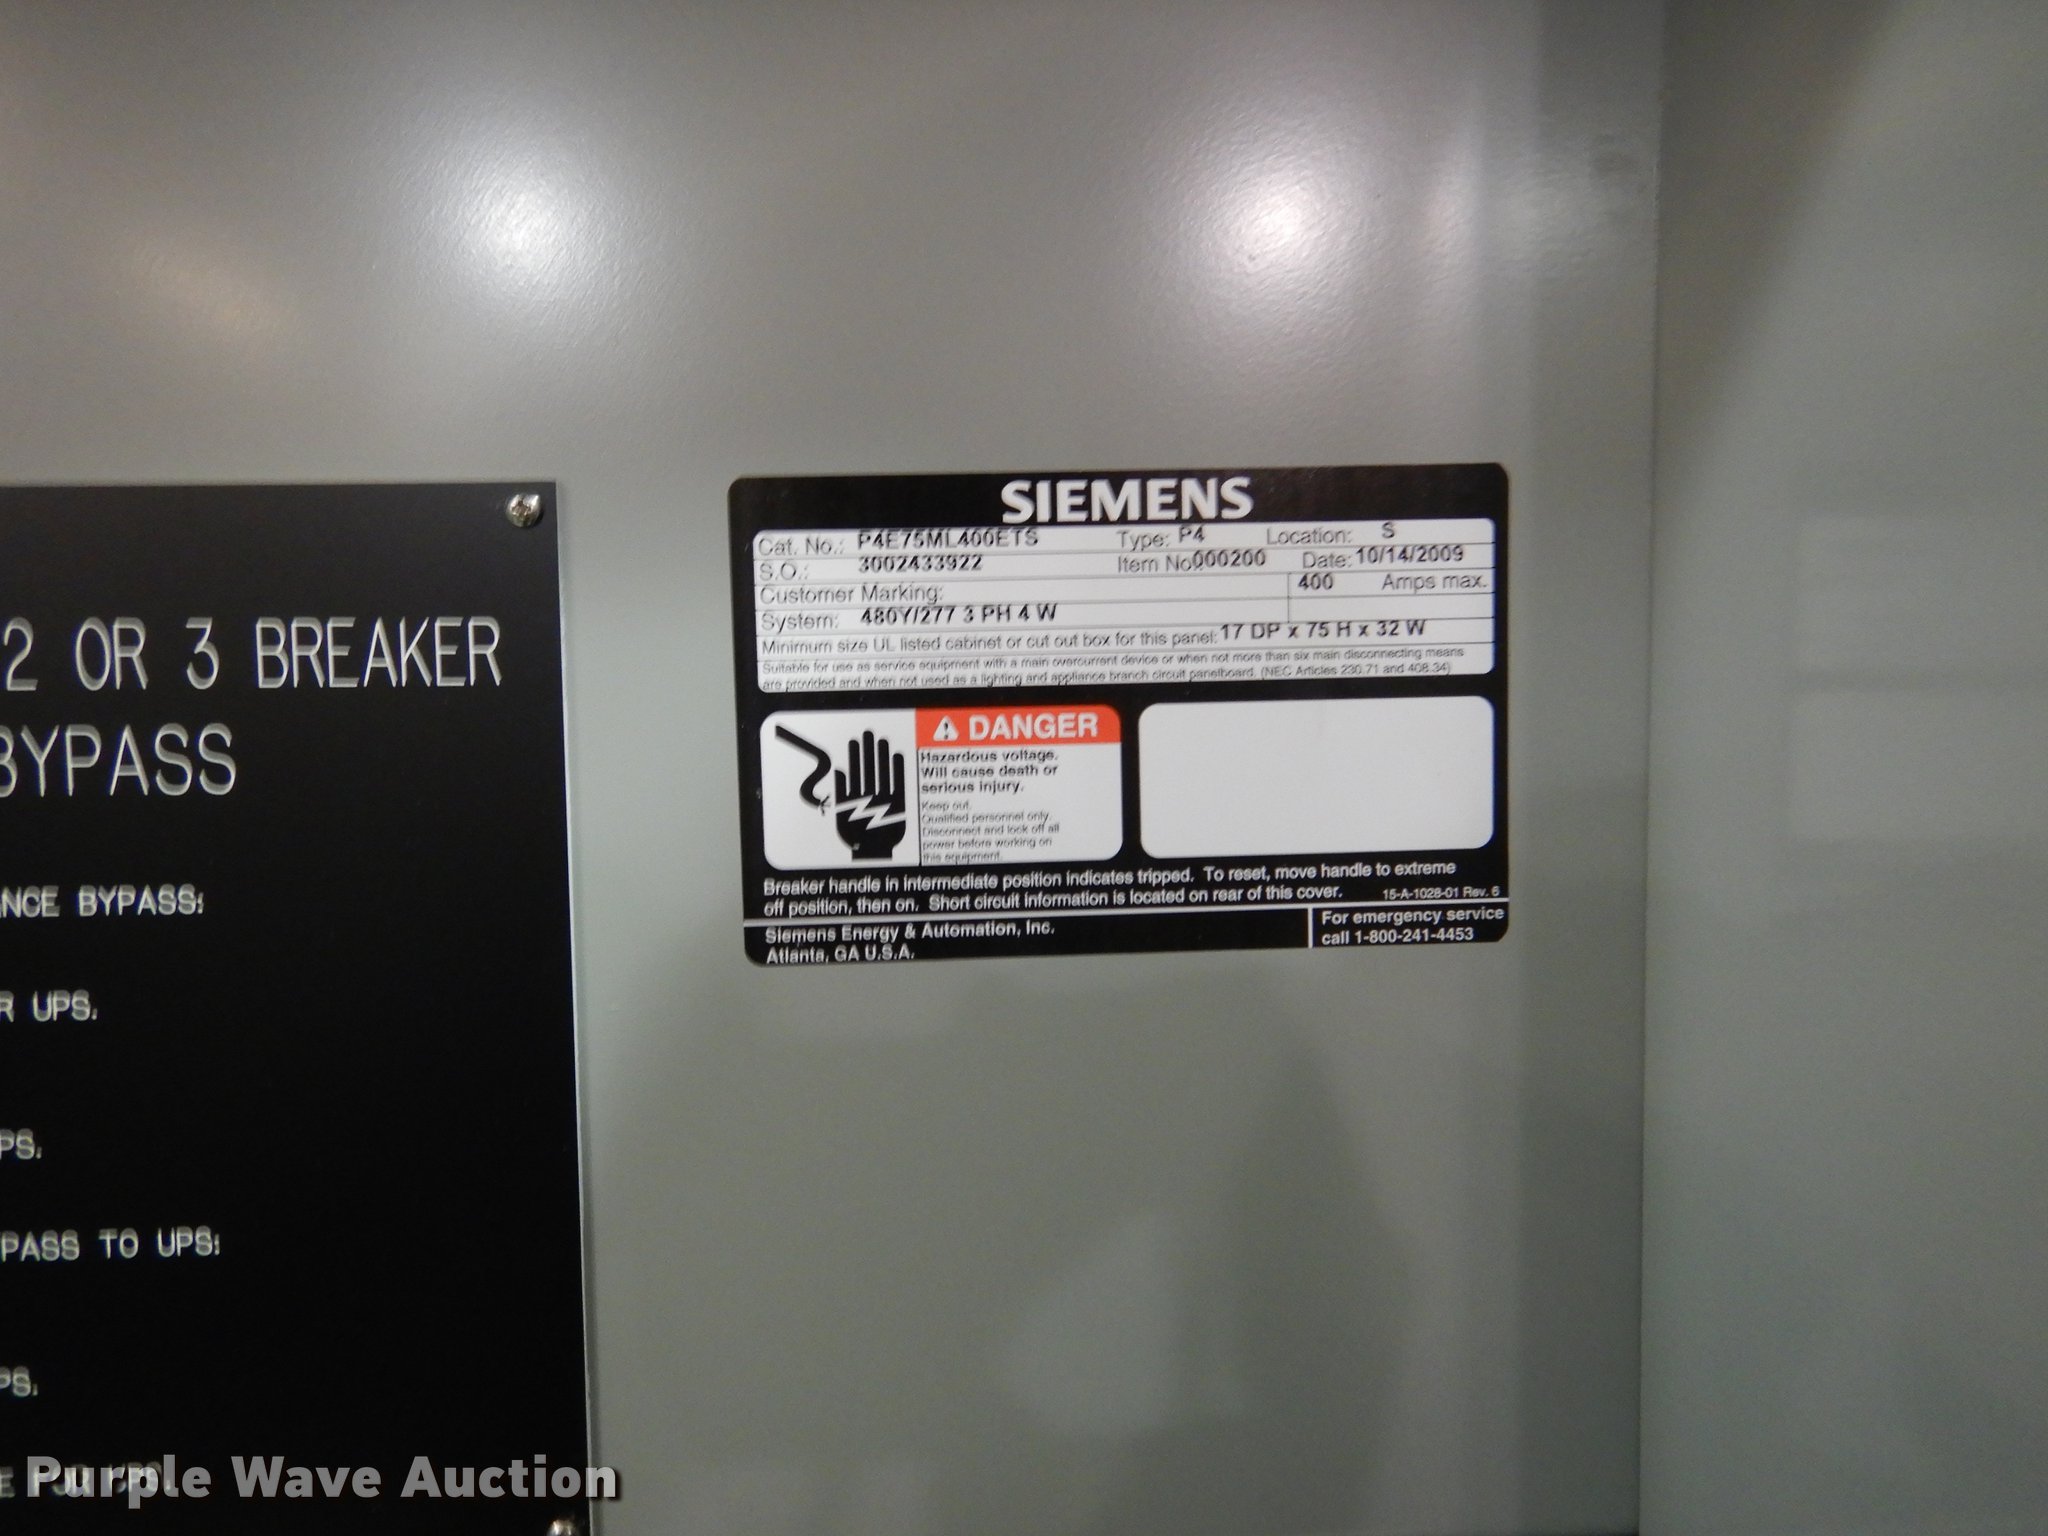 2 OR 3 BREAKER
BYPASS
NCE BYPASS:
R UPS.
PS.
PASS TO UPS:
PS.
E FOR UPS.
SIEMENS
Cat. No.: P4E75ML400ETS Type: P4 Location: S
S.O.: 3002433922 Item No.: 000200 Date: 10/14/2009
Customer Marking: 400 Amps max.
System: 480Y/277 3 PH 4 W
Minimum size UL listed cabinet or cut out box for this panel: 17 DP x 75 H x 32 W
Suitable for use as service equipment with a main overcurrent device or when not more than six main disconnecting means
are provided and when not used as a lighting and appliance branch circuit panelboard. (NEC Articles 230.71 and 408.34)
DANGER
Hazardous voltage.
Will cause death or
serious injury.
Keep out.
Qualified personnel only.
Disconnect and lock off all
power before working on
this equipment.
Breaker handle in intermediate position indicates tripped. To reset, move handle to extreme
off position, then on. Short circuit information is located on rear of this cover. 15-A-1028-01 Rev. 6
Siemens Energy & Automation, Inc.
Atlanta, GA U.S.A.
For emergency service
call 1-800-241-4453
Purple Wave Auction